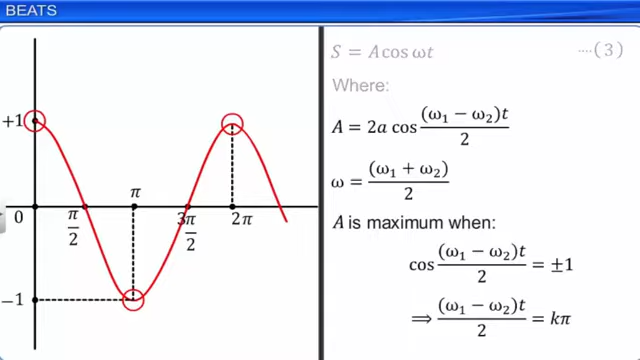 BEATS
S = A cos ωt ....(3)
Where:
A = 2a cos (ω₁ − ω₂)t / 2
ω = (ω₁ + ω₂) / 2
A is maximum when:
cos (ω₁ − ω₂)t / 2 = ±1
⟹ (ω₁ − ω₂)t / 2 = kπ
+1
0
π/2
π
3π/2
2π
−1